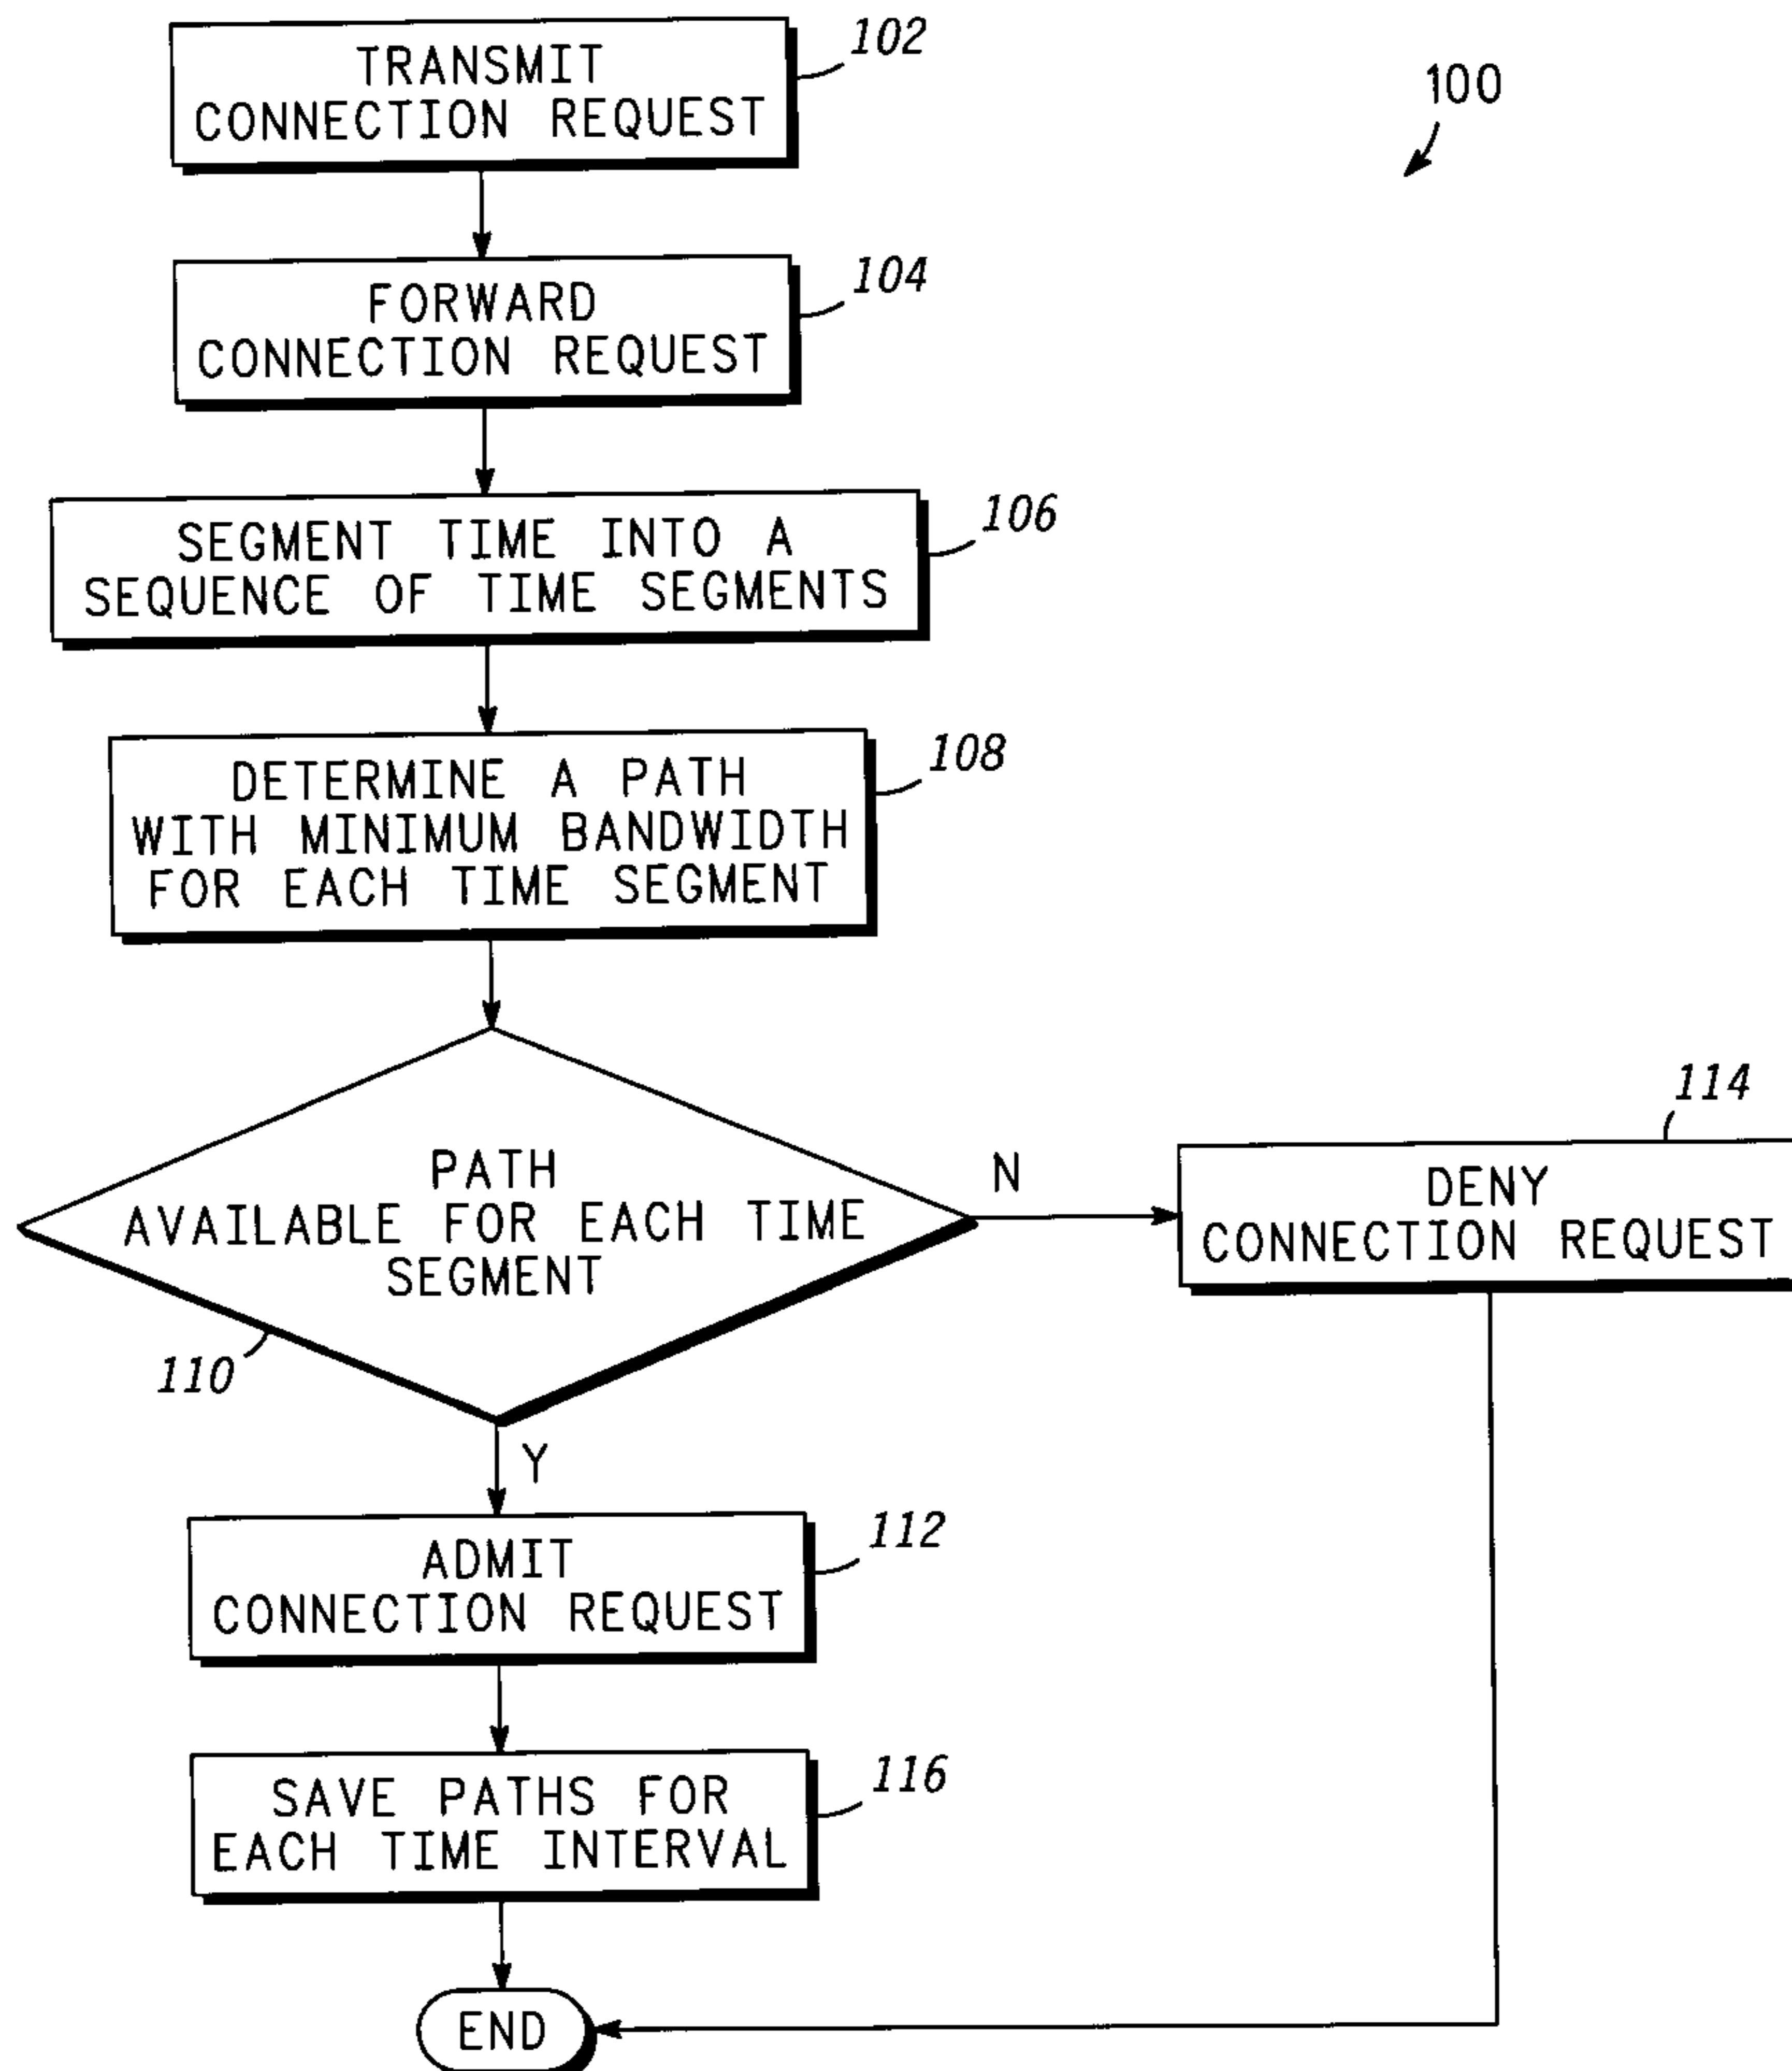 TRANSMIT
CONNECTION REQUEST
102
100
FORWARD
CONNECTION REQUEST
104
SEGMENT TIME INTO A
SEQUENCE OF TIME SEGMENTS
106
DETERMINE A PATH
WITH MINIMUM BANDWIDTH
FOR EACH TIME SEGMENT
108
PATH
AVAILABLE FOR EACH TIME
SEGMENT
110
N
114
DENY
CONNECTION REQUEST
Y
ADMIT
CONNECTION REQUEST
112
SAVE PATHS FOR
EACH TIME INTERVAL
116
END